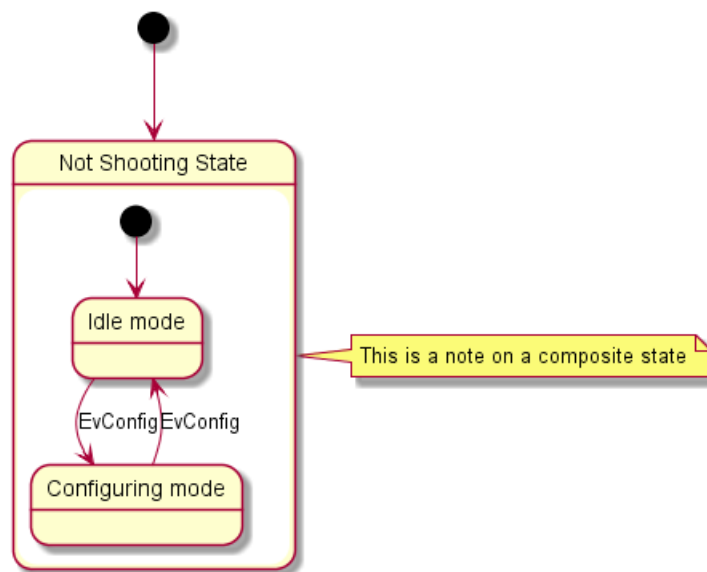 Not Shooting State
Idle mode
This is a note on a composite state
EvConfig EvConfig
Configuring mode